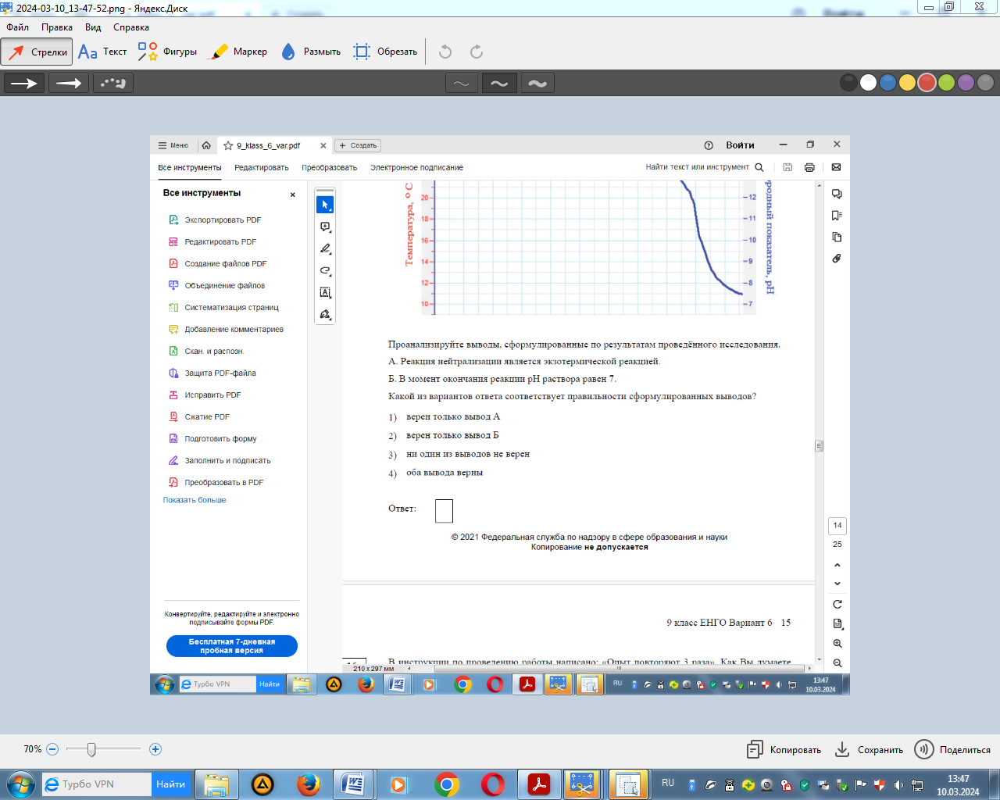 2024-03-10_13-47-52.png - Яндекс.Диск
Файл Правка Вид Справка
Стрелки Текст Фигуры Маркер Размыть Обрезать
9_klass_6_var.pdf
Меню + Создать Войти
Все инструменты Редактировать Преобразовать Электронное подписание Найти текст или инструмент
Все инструменты
Экспортировать PDF
Редактировать PDF
Создание файлов PDF
Объединение файлов
Систематизация страниц
Добавление комментариев
Скан. и распозн.
Защита PDF-файла
Исправить PDF
Сжатие PDF
Подготовить форму
Заполнить и подписать
Преобразовать в PDF
Показать больше
Конвертируйте, редактируйте и электронно
подписывайте формы PDF.
Бесплатная 7-дневная
пробная версия
Температура, °C
20
18
16
14
12
10
12
11
10
9
8
7
родный показатель, pH
Проанализируйте выводы, сформулированные по результатам проведённого исследования.
А. Реакция нейтрализации является экзотермической реакцией.
Б. В момент окончания реакции pH раствора равен 7.
Какой из вариантов ответа соответствует правильности сформулированных выводов?
1) верен только вывод А
2) верен только вывод Б
3) ни один из выводов не верен
4) оба вывода верны
Ответ:
© 2021 Федеральная служба по надзору в сфере образования и науки
Копирование не допускается
9 класс ЕНГО Вариант 6 15
В инструкции по проведению работы написано: «Опыт повторяют 3 раза». Как Вы думаете
210 x 297 мм
14
25
Турбо VPN Найти RU 13:47
10.03.2024
70% Копировать Сохранить Поделиться
Турбо VPN Найти RU 13:47
10.03.2024